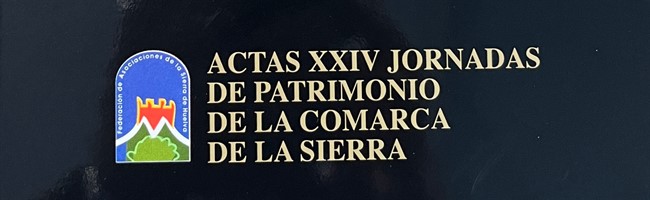 Federación de Asociaciones de la Sierra de Huelva
ACTAS XXIV JORNADAS
DE PATRIMONIO
DE LA COMARCA
DE LA SIERRA